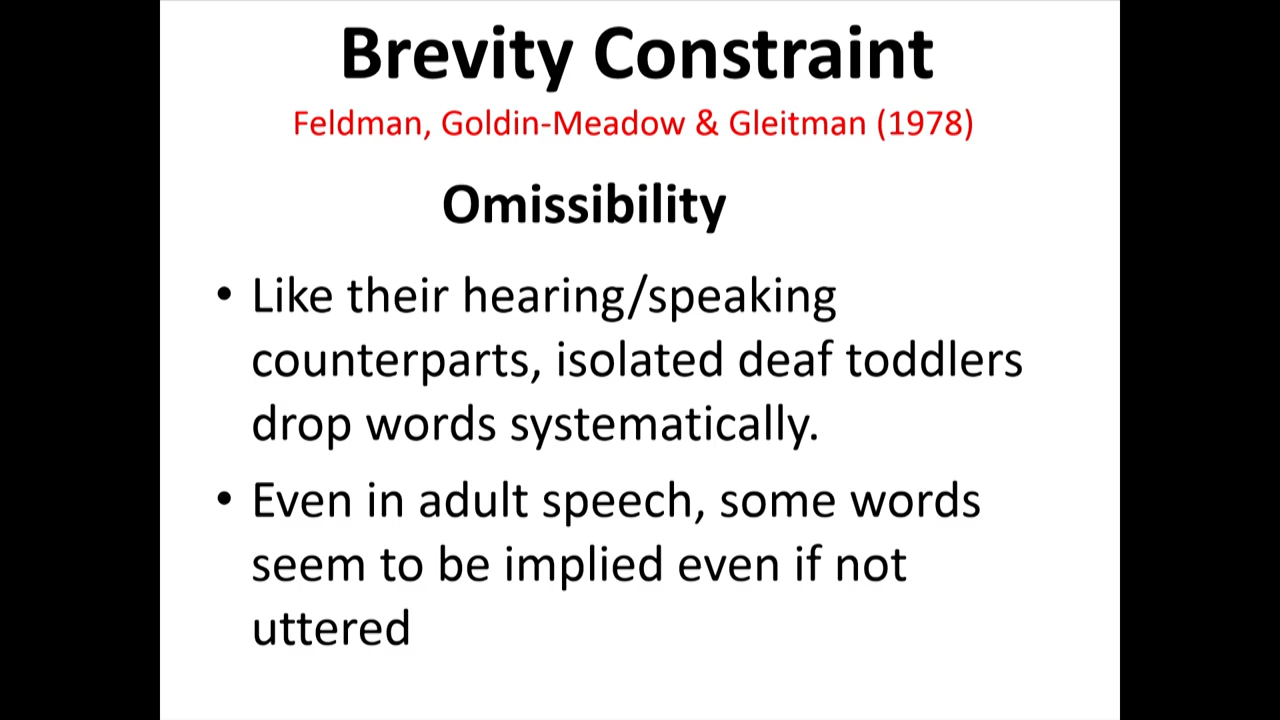 Brevity Constraint
Feldman, Goldin-Meadow & Gleitman (1978)
Omissibility
• Like their hearing/speaking
counterparts, isolated deaf toddlers
drop words systematically.
• Even in adult speech, some words
seem to be implied even if not
uttered